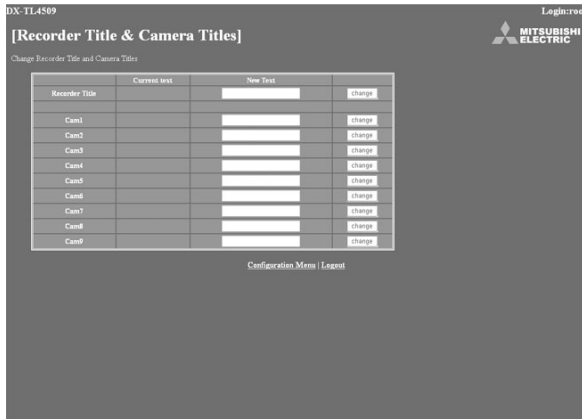 DX-TL4509
Login:roo
[Recorder Title & Camera Titles]
MITSUBISHI
ELECTRIC
Change Recorder Title and Camera Titles
Current text New Text
Recorder Title change
Cam1 change
Cam2 change
Cam3 change
Cam4 change
Cam5 change
Cam6 change
Cam7 change
Cam8 change
Cam9 change
Configuration Menu | Logout